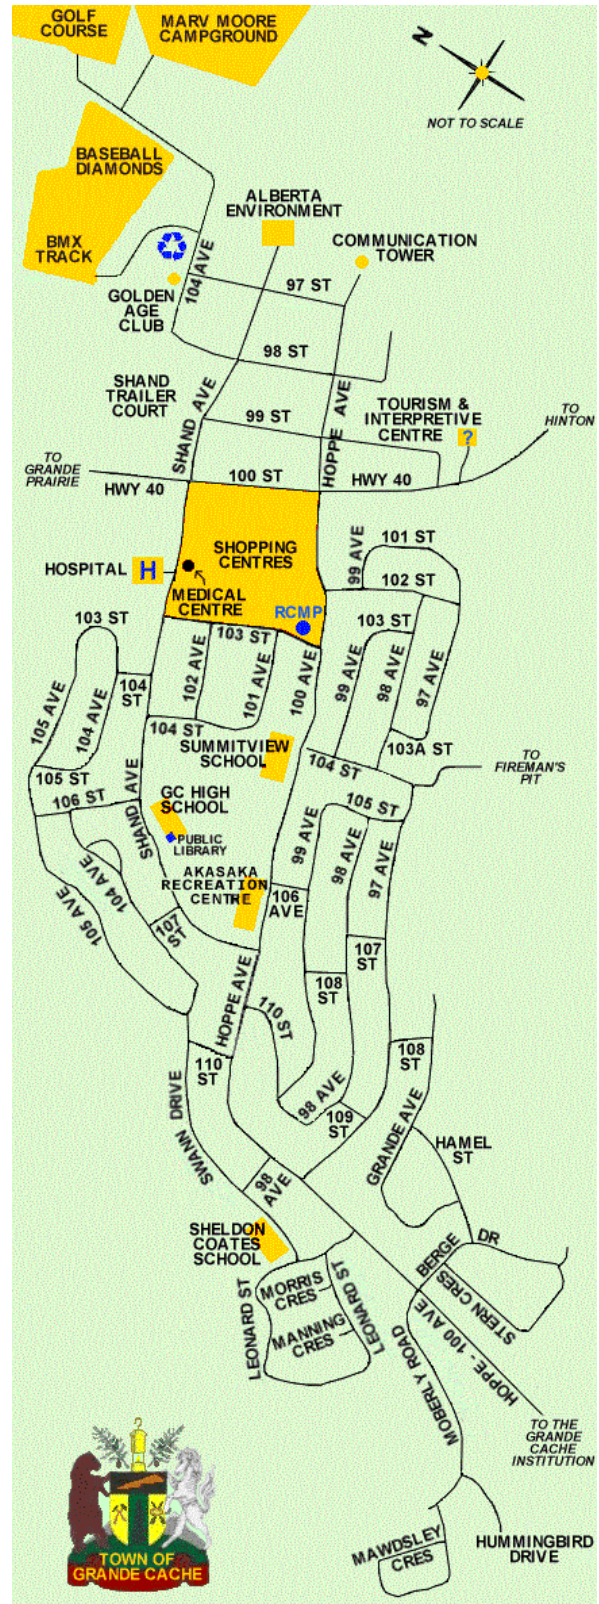 GOLF
COURSE
MARV MOORE
CAMPGROUND
N
NOT TO SCALE
BASEBALL
DIAMONDS
ALBERTA
ENVIRONMENT
BMX
TRACK
COMMUNICATION
TOWER
104 AVE
97 ST
GOLDEN
AGE
CLUB
98 ST
SHAND
TRAILER
COURT
SHAND AVE
HOPPE AVE
99 ST
TOURISM &
INTERPRETIVE
CENTRE
?
TO
HINTON
TO
GRANDE
PRAIRIE
HWY 40
100 ST
HWY 40
SHOPPING
CENTRES
99 AVE
101 ST
HOSPITAL
H
102 ST
MEDICAL
CENTRE
RCMP
103 ST
103 ST
103 ST
102 AVE
101 AVE
100 AVE
99 AVE
98 AVE
97 AVE
105 AVE
104 AVE
104
ST
104 ST
103A ST
SUMMITVIEW
SCHOOL
104 ST
TO
FIREMAN'S
PIT
105 ST
106 ST
SHAND AVE
GC HIGH
SCHOOL
105 ST
PUBLIC
LIBRARY
99 AVE
98 AVE
97 AVE
104 AVE
105 AVE
AKASAKA
RECREATION
CENTRE
106
AVE
107
ST
107
ST
HOPPE AVE
108
ST
110 ST
108
ST
110
ST
98 AVE
109
ST
SWANN DRIVE
GRANDE AVE
HAMEL
ST
98
AVE
SHELDON
COATES
SCHOOL
BERGE DR
STERN CRES
LEONARD ST
MORRIS
CRES
LEONARD ST
MANNING
CRES
HOPPE - 100 AVE
MOBERLY ROAD
TO THE
GRANDE
CACHE
INSTITUTION
MAWDSLEY
CRES
HUMMINGBIRD
DRIVE
TOWN OF
GRANDE CACHE